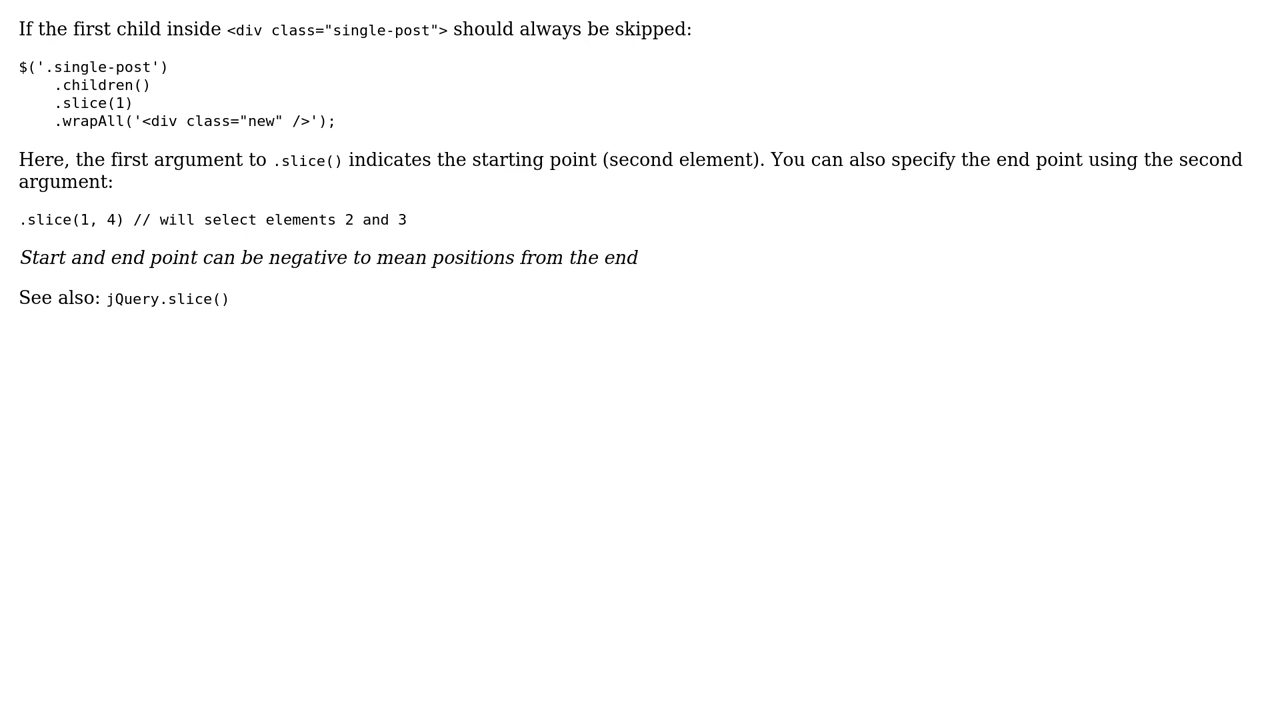 If the first child inside <div class="single-post"> should always be skipped:
$('.single-post')
    .children()
    .slice(1)
    .wrapAll('<div class="new" />');
Here, the first argument to .slice() indicates the starting point (second element). You can also specify the end point using the second
argument:
.slice(1, 4) // will select elements 2 and 3
Start and end point can be negative to mean positions from the end
See also: jQuery.slice()